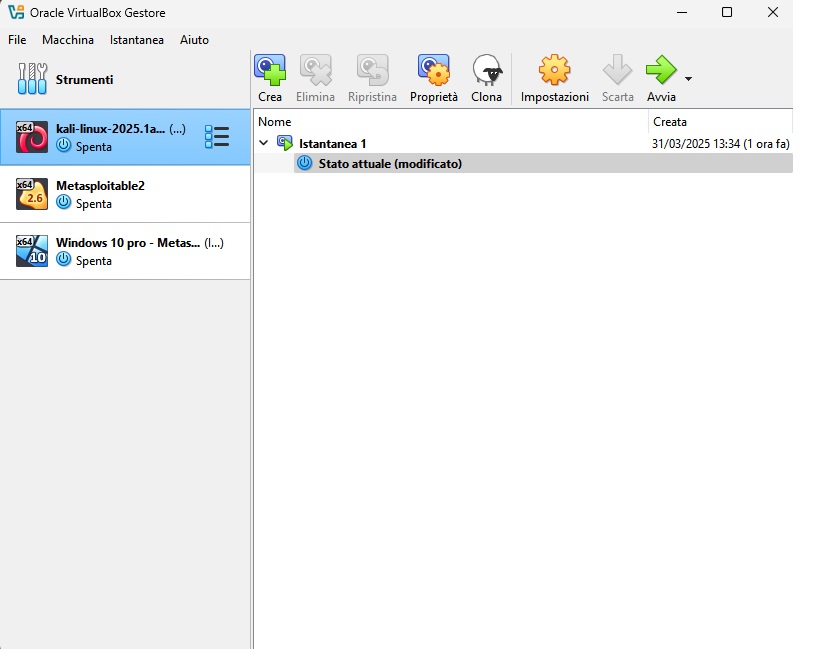 Oracle VirtualBox Gestore
File Macchina Istantanea Aiuto
Strumenti
Crea Elimina Ripristina Proprietà Clona Impostazioni Scarta Avvia
x64 kali-linux-2025.1a... (...)
Spenta
x64 2.6 Metasploitable2
Spenta
x64 10 Windows 10 pro - Metas... (I...)
Spenta
Nome Creata
Istantanea 1 31/03/2025 13:34 (1 ora fa)
Stato attuale (modificato)